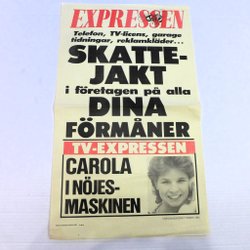 EXPRESSEN
Telefon, TV-licens, garage
tidningar, reklamkläder...
SKATTE-
JAKT
i företagen på alla
DINA
FÖRMÅNER
TV-EXPRESSEN
CAROLA
I NÖJES-
MASKINEN